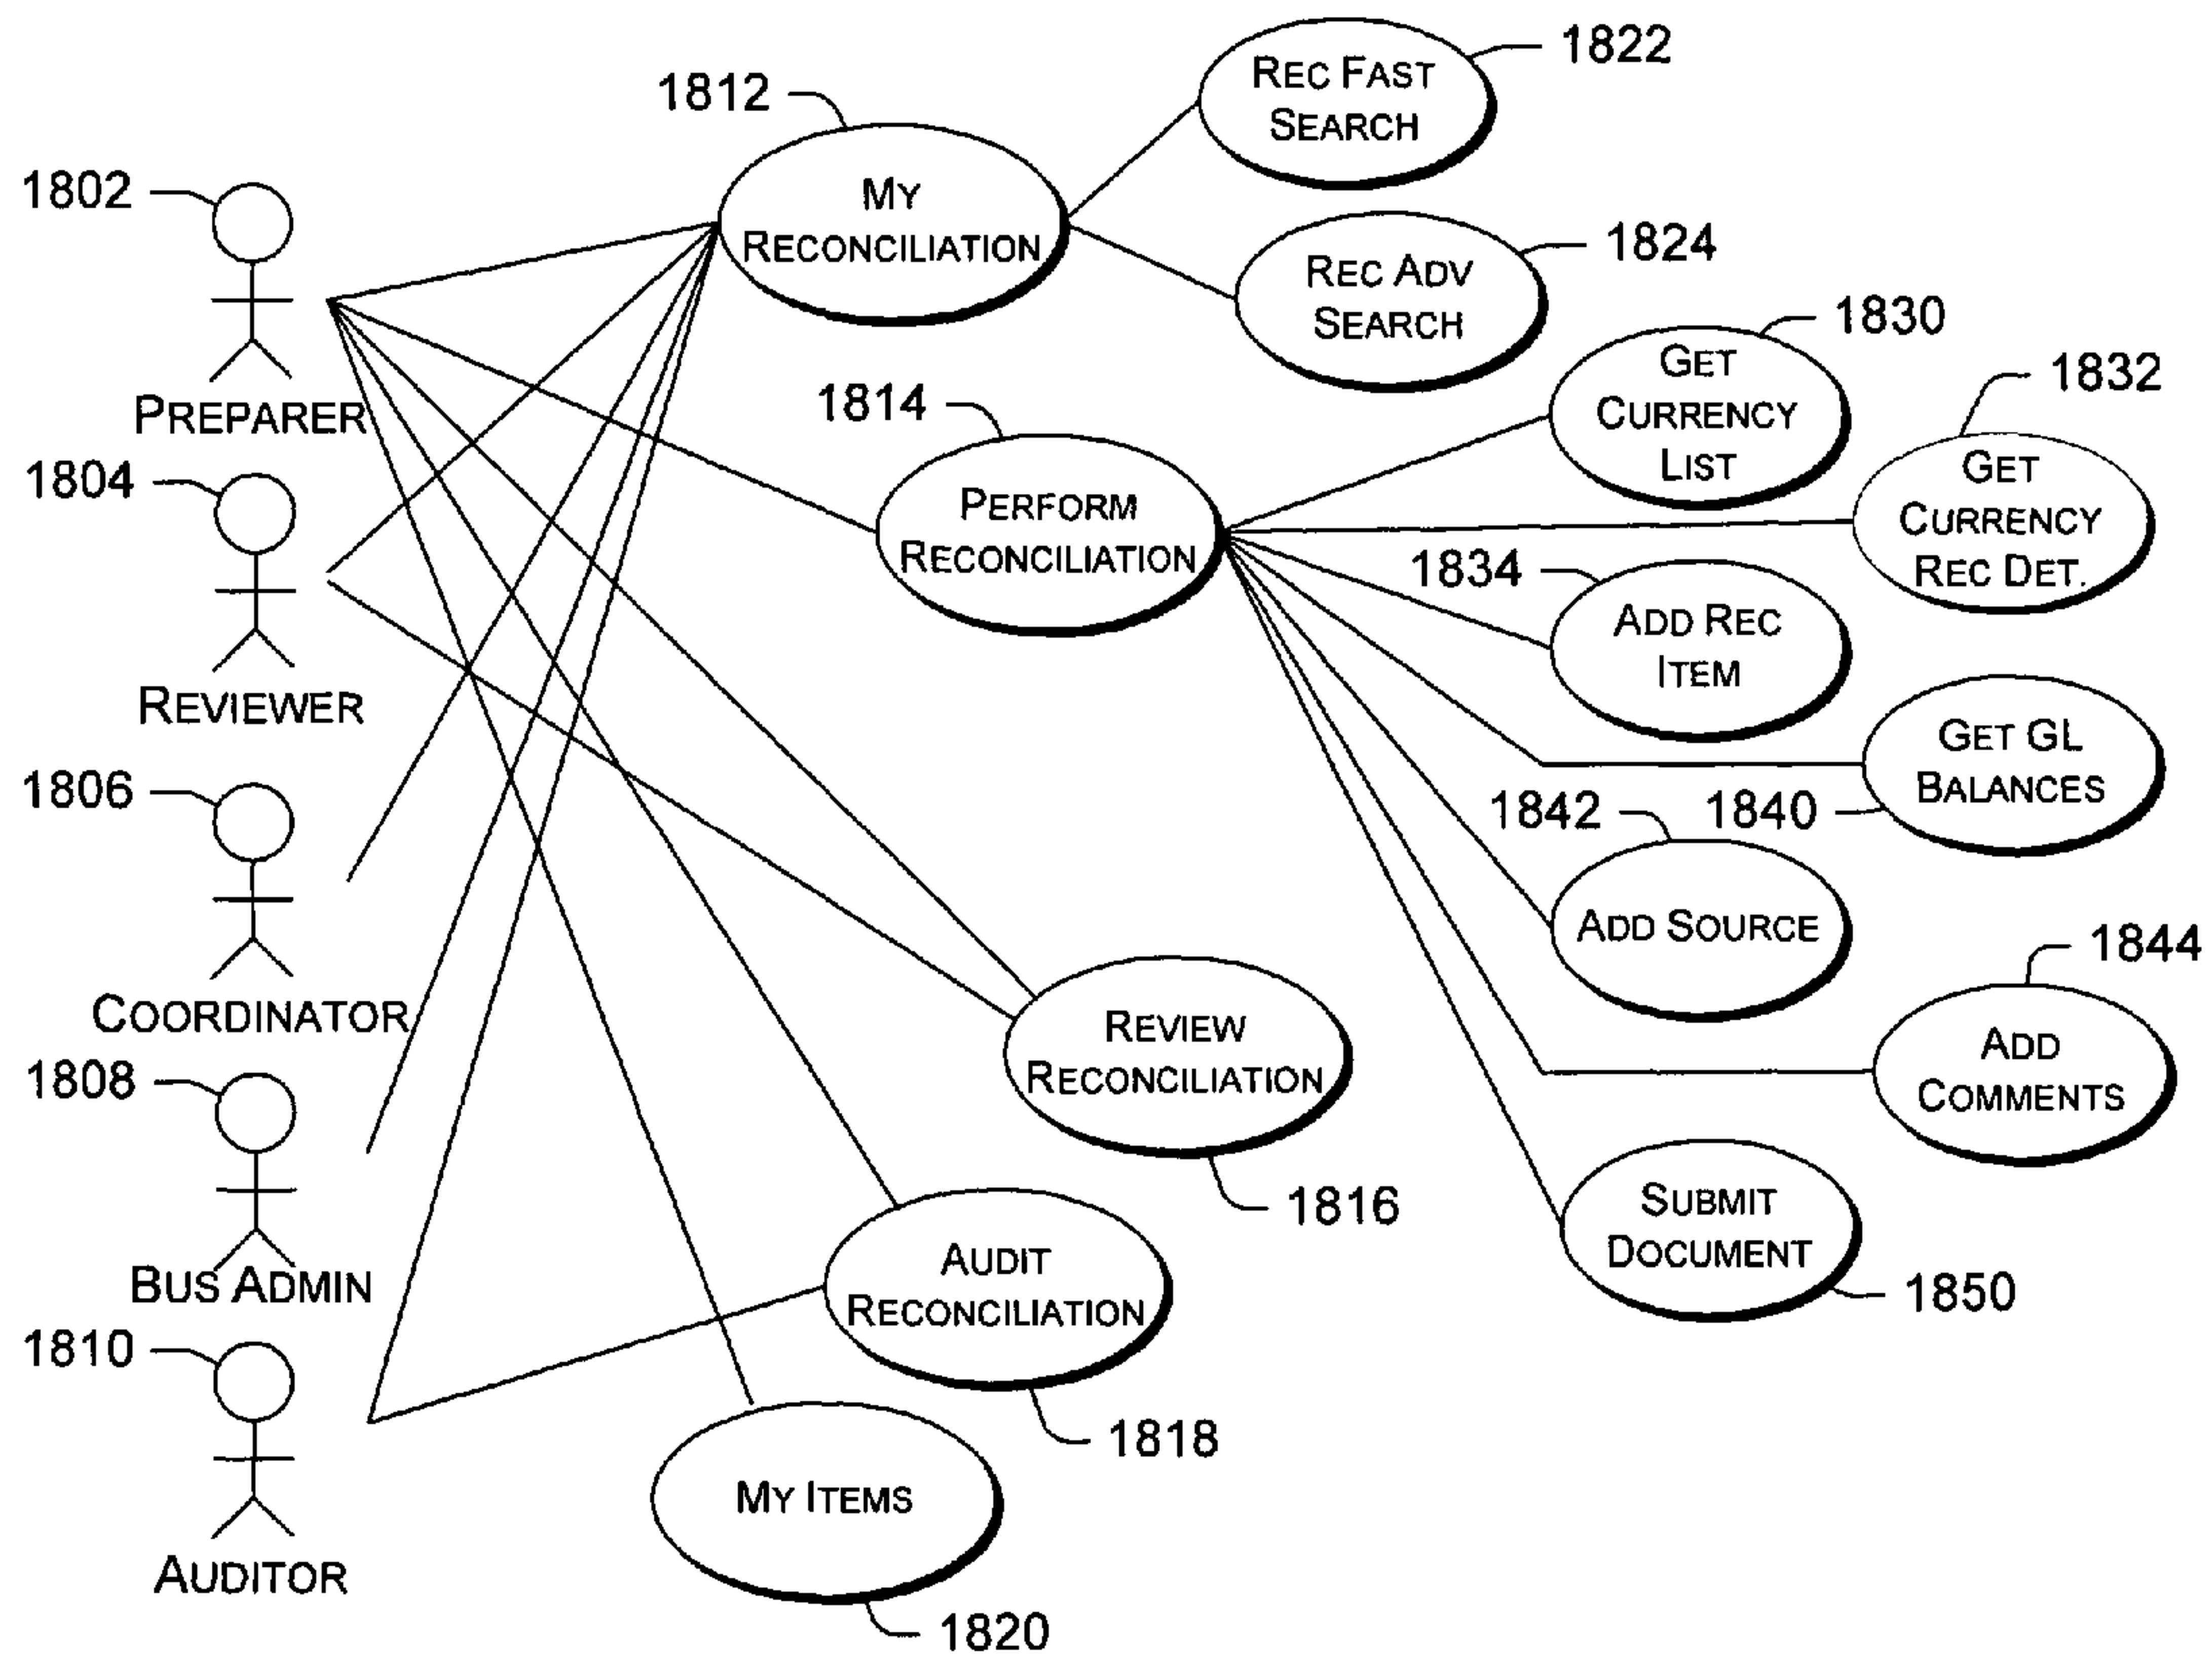 1822
REC FAST
SEARCH
1812
MY
RECONCILIATION
1802
PREPARER
1824
REC ADV
SEARCH
1830
GET
CURRENCY
LIST
1832
GET
CURRENCY
REC DET.
1814
PERFORM
RECONCILIATION
1804
REVIEWER
1834
ADD REC
ITEM
GET GL
BALANCES
1840
1842
ADD SOURCE
1806
COORDINATOR
1844
ADD
COMMENTS
REVIEW
RECONCILIATION
1816
1808
BUS ADMIN
SUBMIT
DOCUMENT
1850
AUDIT
RECONCILIATION
1818
1810
AUDITOR
MY ITEMS
1820